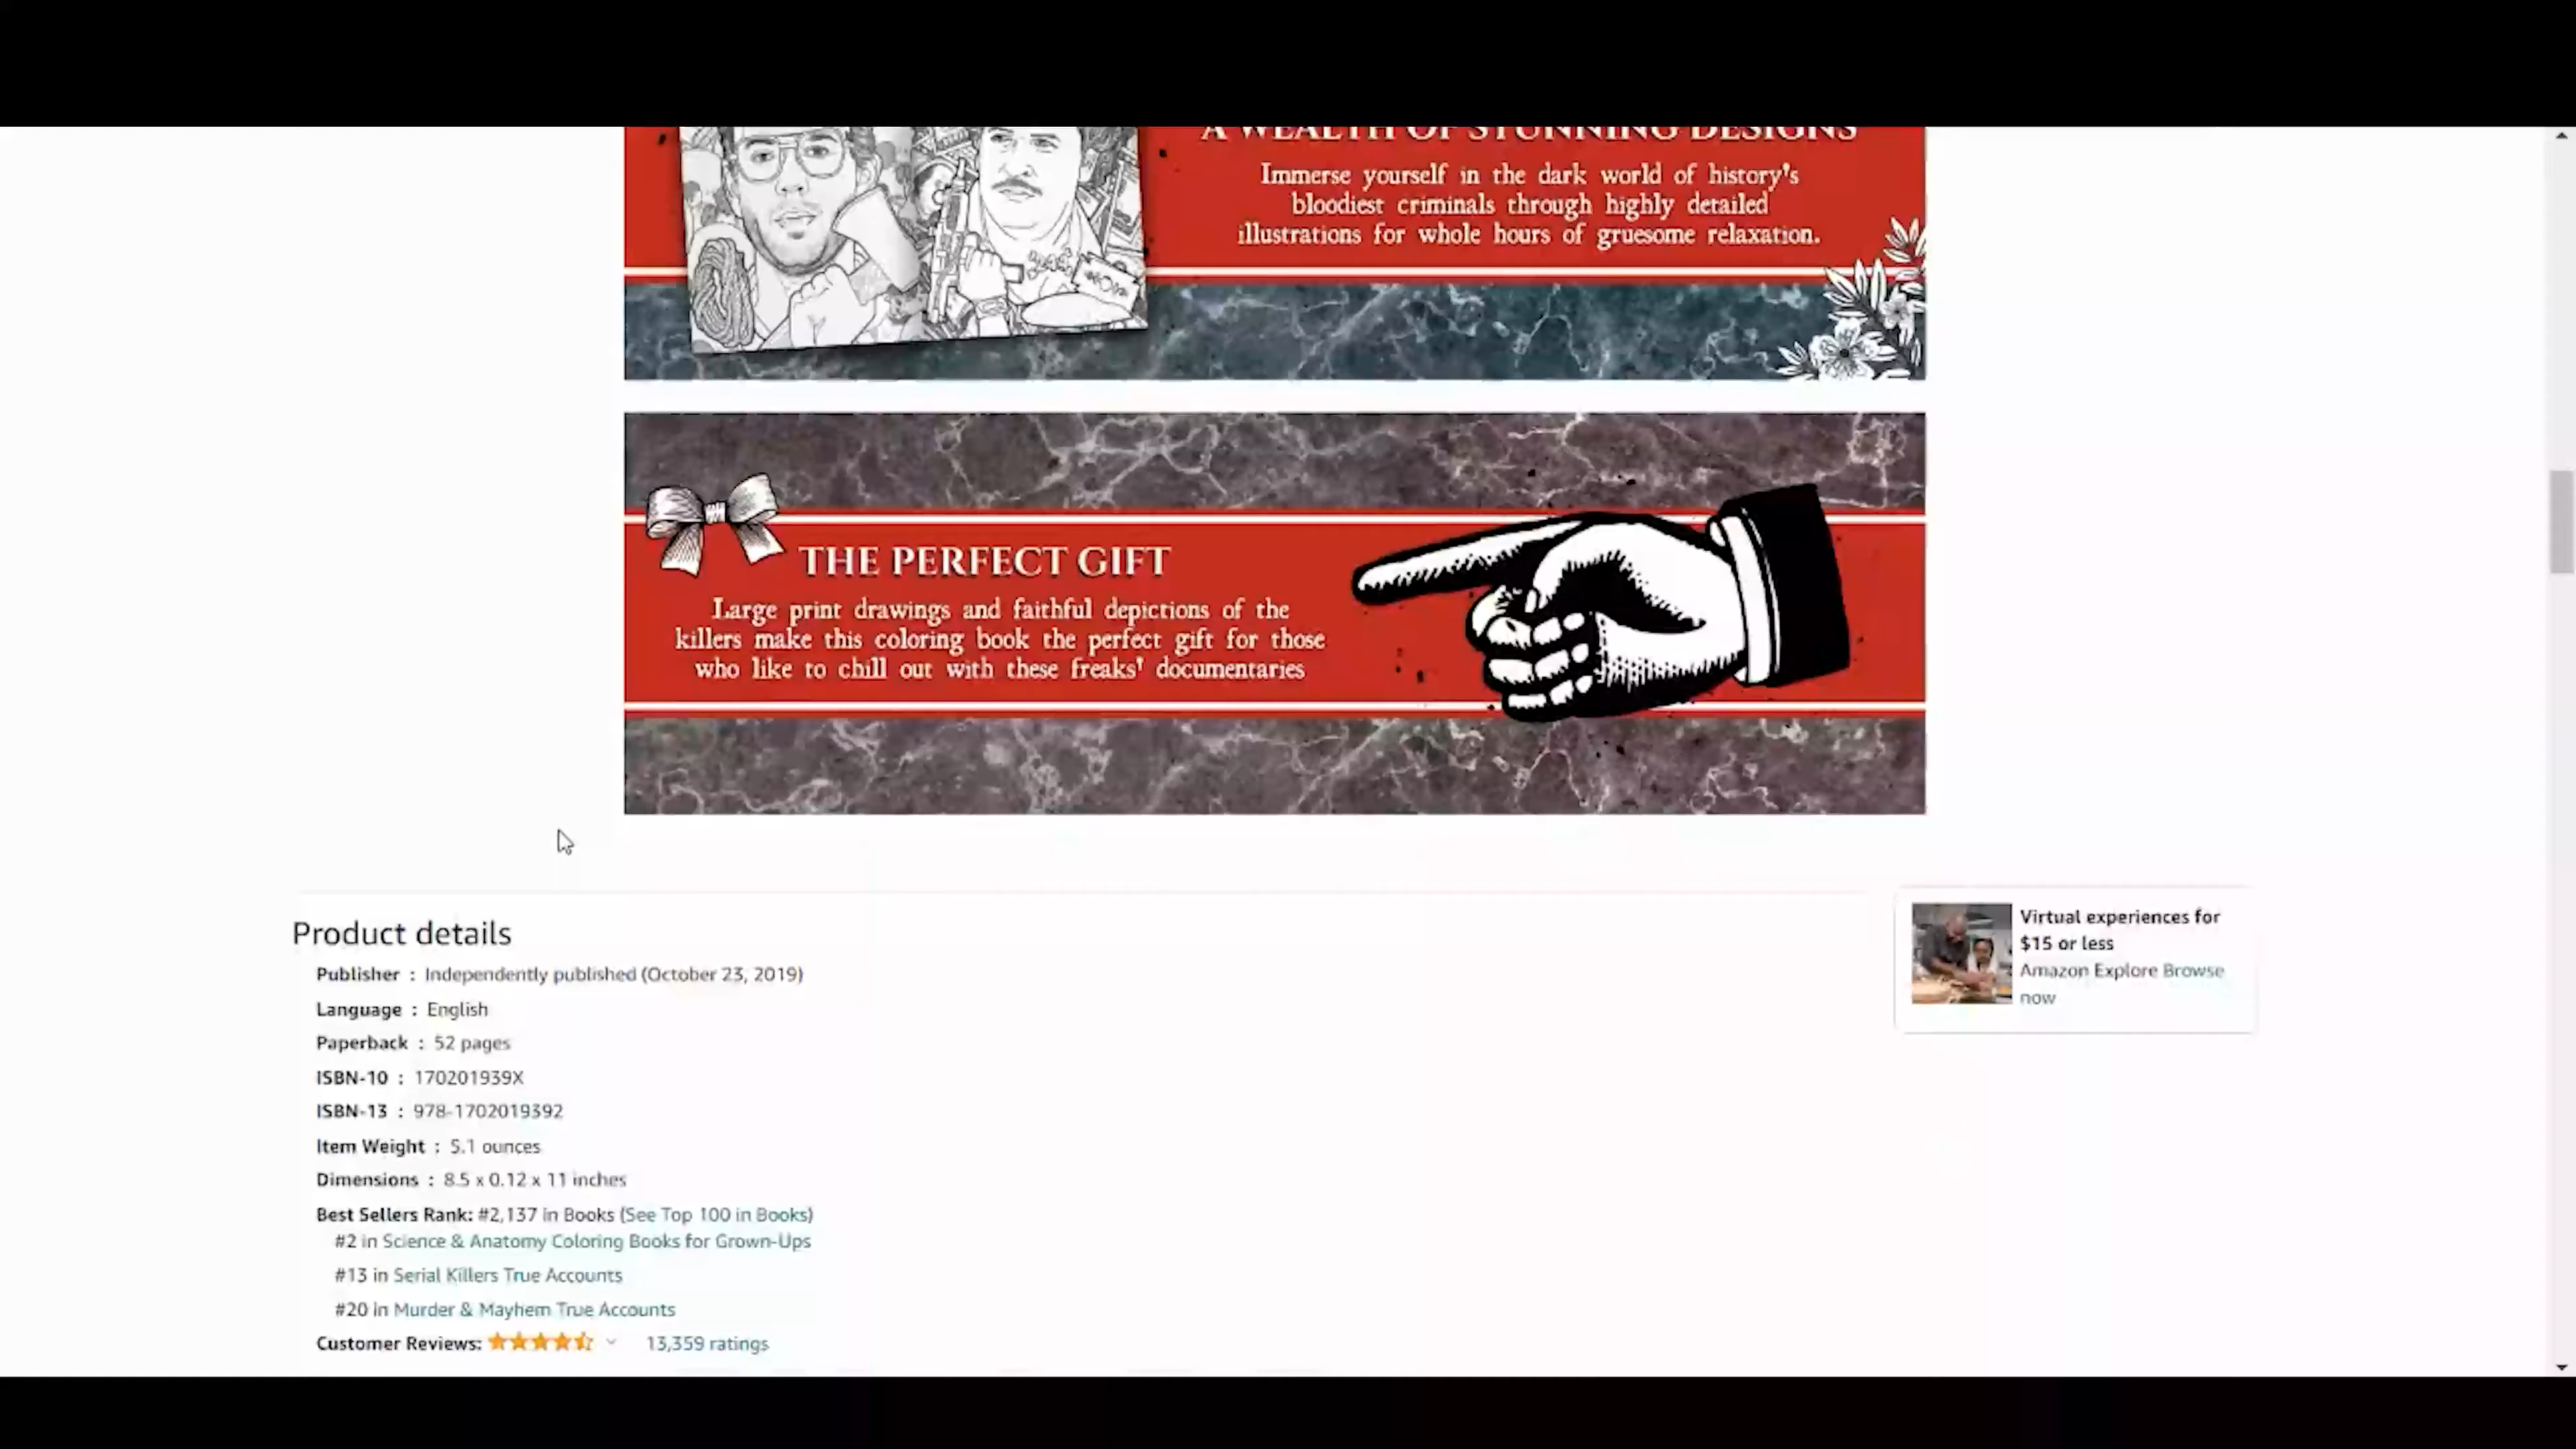 A WEALTH OF STUNNING DESIGNS
Immerse yourself in the dark world of history's
bloodiest criminals through highly detailed
illustrations for whole hours of gruesome relaxation.
THE PERFECT GIFT
Large print drawings and faithful depictions of the
killers make this coloring book the perfect gift for those
who like to chill out with these freaks' documentaries
Product details
Publisher : Independently published (October 23, 2019)
Language : English
Paperback : 52 pages
ISBN-10 : 170201939X
ISBN-13 : 978-1702019392
Item Weight : 5.1 ounces
Dimensions : 8.5 x 0.12 x 11 inches
Best Sellers Rank: #2,137 in Books (See Top 100 in Books)
#2 in Science & Anatomy Coloring Books for Grown-Ups
#13 in Serial Killers True Accounts
#20 in Murder & Mayhem True Accounts
Customer Reviews: 13,359 ratings
Virtual experiences for
$15 or less
Amazon Explore Browse
now